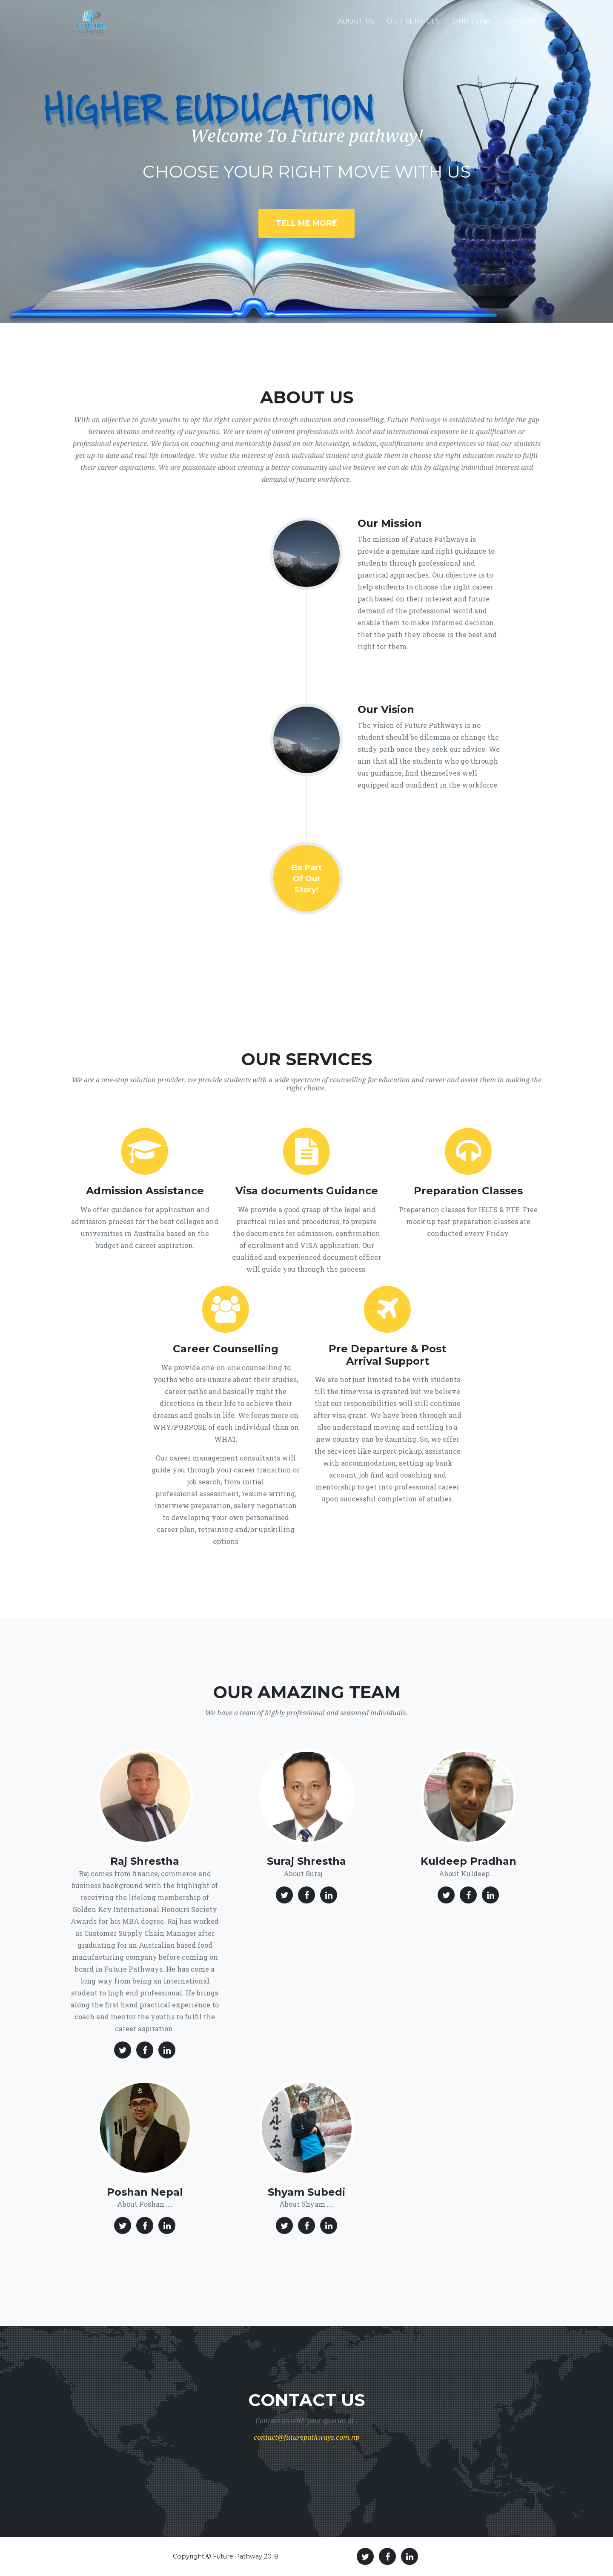 FUTURE
ABOUT US
OUR SERVICES
OUR TEAM
CONTACT
HIGHER EUDUCATION
Welcome To Future pathway!
CHOOSE YOUR RIGHT MOVE WITH US
TELL ME MORE
ABOUT US
With an objective to guide youths to opt the right career paths through education and counselling, Future Pathways is established to bridge the gap
between dreams and reality of our youths. We are team of vibrant professionals with local and international exposure be it qualification or
professional experience. We focus on coaching and mentorship based on our knowledge, wisdom, qualifications and experiences so that our students
get up-to-date and real-life knowledge. We value the interest of each individual student and guide them to choose the right education route to fulfil
their career aspirations. We are passionate about creating a better community and we believe we can do this by aligning individual interest and
demand of future workforce.
Our Mission
The mission of Future Pathways is
provide a genuine and right guidance to
students through professional and
practical approaches. Our objective is to
help students to choose the right career
path based on their interest and future
demand of the professional world and
enable them to make informed decision
that the path they choose is the best and
right for them.
Our Vision
The vision of Future Pathways is no
student should be dilemma or change the
study path once they seek our advice. We
aim that all the students who go through
our guidance, find themselves well
equipped and confident in the workforce.
Be Part
Of Our
Story!
OUR SERVICES
We are a one-stop solution provider, we provide students with a wide spectrum of counselling for education and career and assist them in making the
right choice.
Admission Assistance
We offer guidance for application and
admission process for the best colleges and
universities in Australia based on the
budget and career aspiration.
Visa documents Guidance
We provide a good grasp of the legal and
practical rules and procedures, to prepare
the documents for admission, confirmation
of enrolment and VISA application. Our
qualified and experienced document officer
will guide you through the process.
Preparation Classes
Preparation classes for IELTS & PTE. Free
mock up test preparation classes are
conducted every Friday.
Career Counselling
We provide one-on-one counselling to
youths who are unsure about their studies,
career paths and basically right the
directions in their life to achieve their
dreams and goals in life. We focus more on
WHY/PURPOSE of each individual than on
WHAT.
Our career management consultants will
guide you through your career transition or
job search, from initial
professional assessment, resume writing,
interview preparation, salary negotiation
to developing your own personalised
career plan, retraining and/or upskilling
options
Pre Departure & Post
Arrival Support
We are not just limited to be with students
till the time visa is granted but we believe
that our responsibilities will still continue
after visa grant. We have been through and
also understand moving and settling to a
new country can be daunting. So, we offer
the services like airport pickup, assistance
with accommodation, setting up bank
account, job find and coaching and
mentorship to get into professional career
upon successful completion of studies.
OUR AMAZING TEAM
We have a team of highly professional and seasoned individuals.
Raj Shrestha
Raj comes from finance, commerce and
business background with the highlight of
receiving the lifelong membership of
Golden Key International Honours Society
Awards for his MBA degree. Raj has worked
as Customer Supply Chain Manager after
graduating for an Australian based food
manufacturing company before coming on
board in Future Pathways. He has come a
long way from being an international
student to high end professional. He brings
along the first hand practical experience to
coach and mentor the youths to fulfil the
career aspiration.
Suraj Shrestha
About Suraj ...
Kuldeep Pradhan
About Kuldeep ....
Poshan Nepal
About Poshan ....
Shyam Subedi
About Shyam ....
CONTACT US
Contact us with your queries at .
contact@futurepathways.com.np
Copyright © Future Pathway 2018